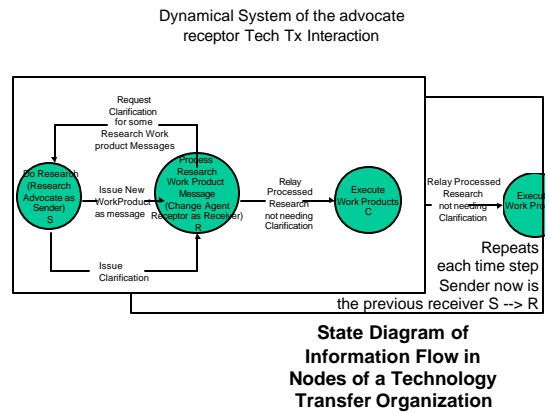 Dynamical System of the advocate
receptor Tech Tx Interaction
Request
Clarification
for some
Research Work
product Messages
Do Research
(Research
Advocate as
Sender)
S
Issue New
WorkProduct
as message
Process
Research
Work Product
Message
(Change Agent
Receptor as Receiver)
R
Issue
Clarification
Relay
Processed
Research
not needing
Clarification
Execute
Work Products
C
Relay Processed
Research
not needing
Clarification
Execu
Work Prod
Repeats
each time step
Sender now is
the previous receiver S --> R
State Diagram of
Information Flow in
Nodes of a Technology
Transfer Organization